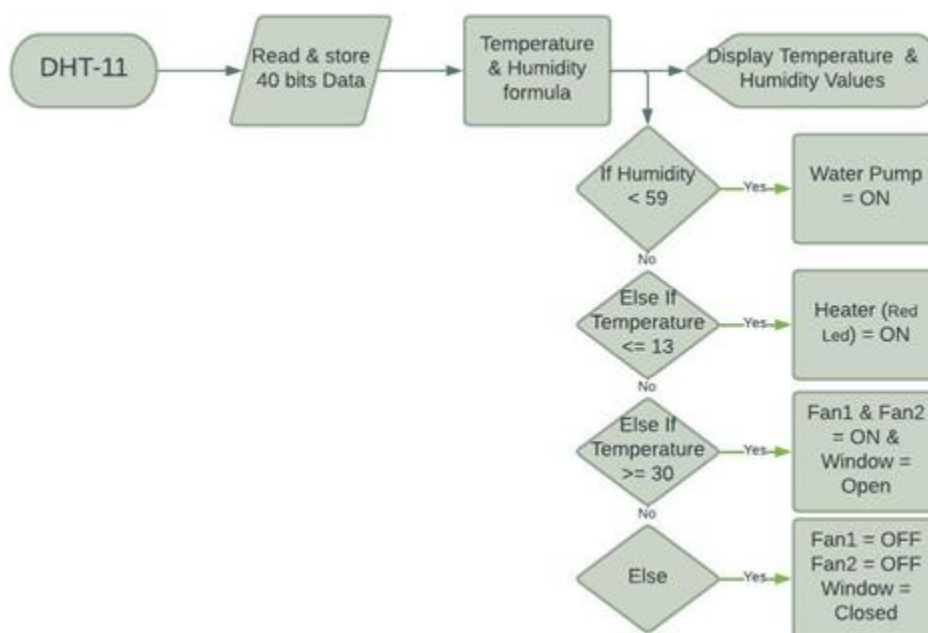 DHT-11
Read & store
40 bits Data
Temperature
& Humidity
formula
Display Temperature &
Humidity Values
If Humidity
< 59
Yes
Water Pump
= ON
No
Else If
Temperature
<= 13
Yes
Heater (Red
Led) = ON
No
Else If
Temperature
>= 30
Yes
Fan1 & Fan2
= ON &
Window =
Open
No
Else
Yes
Fan1 = OFF
Fan2 = OFF
Window =
Closed